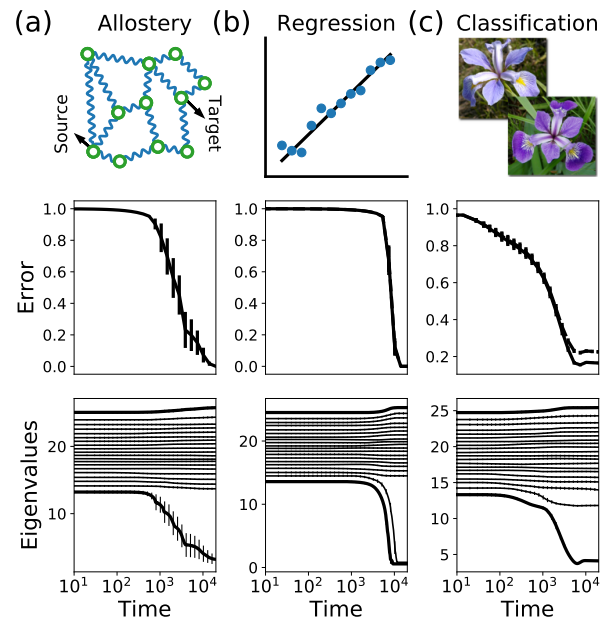 (a) Allostery
(b) Regression
(c) Classification
Source
Target
Error
1.0
0.8
0.6
0.4
0.2
0.0
1.0
0.8
0.6
0.4
0.2
0.0
1.0
0.8
0.6
0.4
0.2
Eigenvalues
20
10
20
10
0
25
20
15
10
5
10¹ 10² 10³ 10⁴
10¹ 10² 10³ 10⁴
10¹ 10² 10³ 10⁴
Time
Time
Time